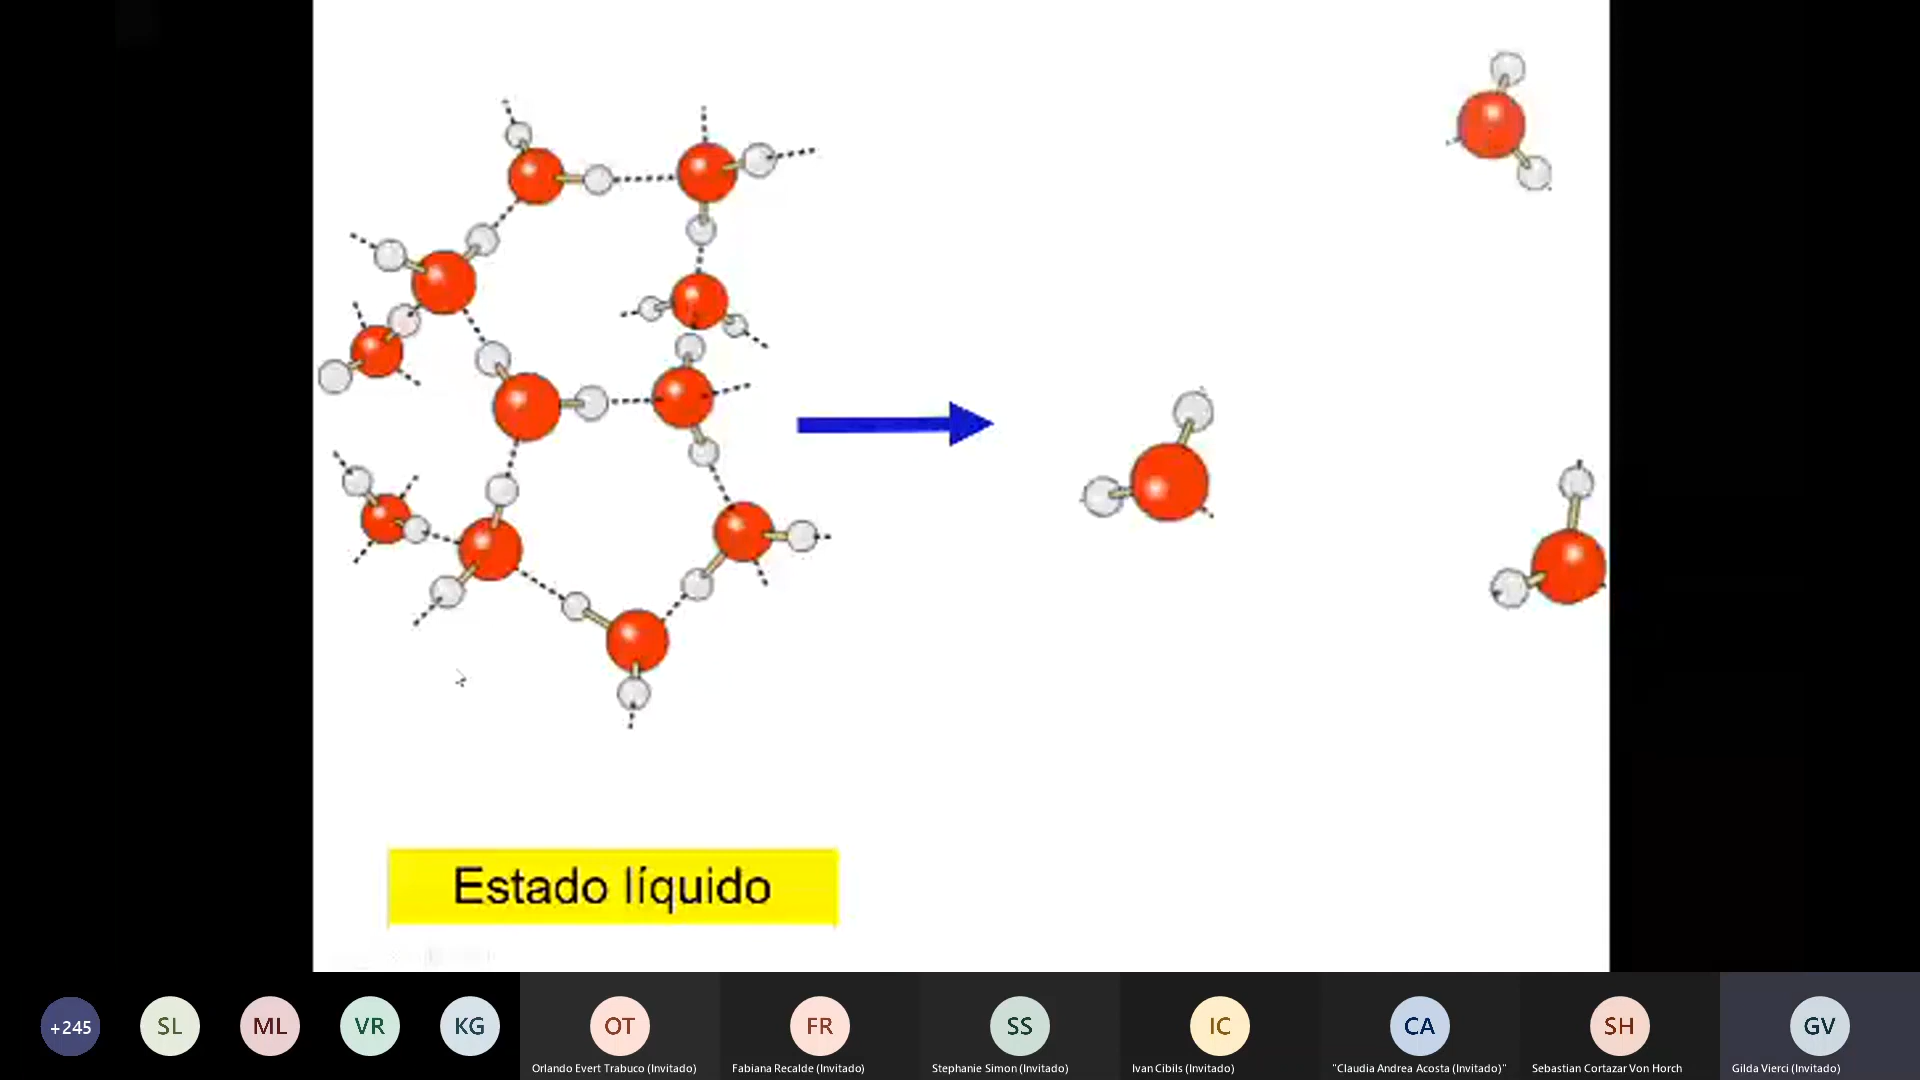 Estado líquido
+245
SL
ML
VR
KG
OT
FR
SS
IC
CA
SH
GV
Orlando Evert Trabuco (Invitado)
Fabiana Recalde (Invitado)
Stephanie Simon (Invitado)
Ivan Cibils (Invitado)
"Claudia Andrea Acosta (Invitado)"
Sebastian Cortazar Von Horch
Gilda Vierci (Invitado)